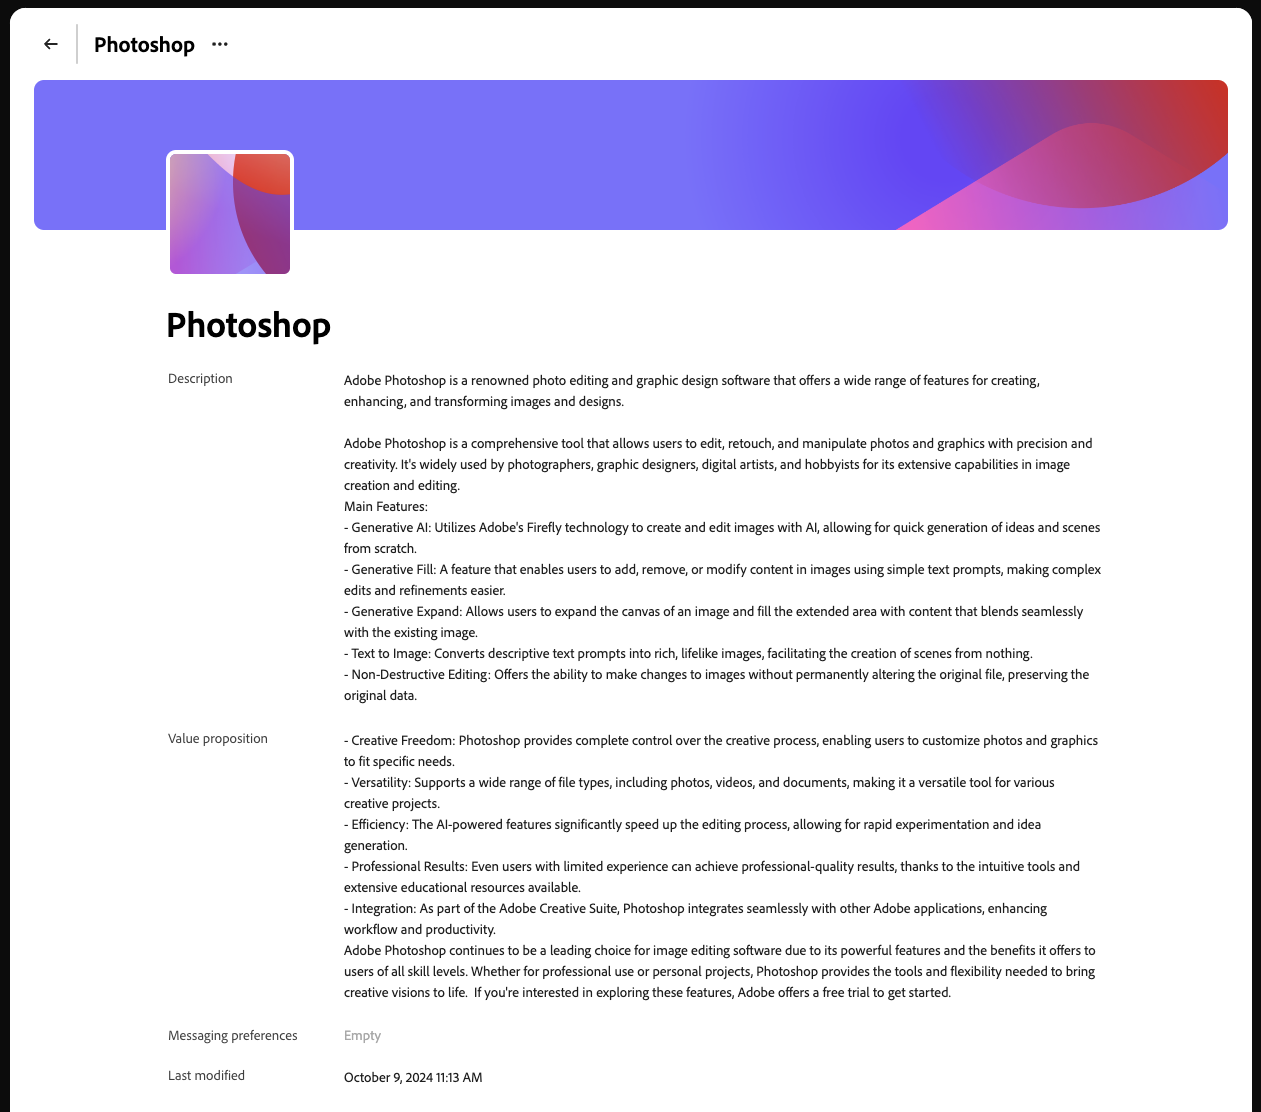 Photoshop
Photoshop
Description
Adobe Photoshop is a renowned photo editing and graphic design software that offers a wide range of features for creating,
enhancing, and transforming images and designs.
Adobe Photoshop is a comprehensive tool that allows users to edit, retouch, and manipulate photos and graphics with precision and
creativity. It's widely used by photographers, graphic designers, digital artists, and hobbyists for its extensive capabilities in image
creation and editing.
Main Features:
- Generative AI: Utilizes Adobe's Firefly technology to create and edit images with AI, allowing for quick generation of ideas and scenes
from scratch.
- Generative Fill: A feature that enables users to add, remove, or modify content in images using simple text prompts, making complex
edits and refinements easier.
- Generative Expand: Allows users to expand the canvas of an image and fill the extended area with content that blends seamlessly
with the existing image.
- Text to Image: Converts descriptive text prompts into rich, lifelike images, facilitating the creation of scenes from nothing.
- Non-Destructive Editing: Offers the ability to make changes to images without permanently altering the original file, preserving the
original data.
Value proposition
- Creative Freedom: Photoshop provides complete control over the creative process, enabling users to customize photos and graphics
to fit specific needs.
- Versatility: Supports a wide range of file types, including photos, videos, and documents, making it a versatile tool for various
creative projects.
- Efficiency: The AI-powered features significantly speed up the editing process, allowing for rapid experimentation and idea
generation.
- Professional Results: Even users with limited experience can achieve professional-quality results, thanks to the intuitive tools and
extensive educational resources available.
- Integration: As part of the Adobe Creative Suite, Photoshop integrates seamlessly with other Adobe applications, enhancing
workflow and productivity.
Adobe Photoshop continues to be a leading choice for image editing software due to its powerful features and the benefits it offers to
users of all skill levels. Whether for professional use or personal projects, Photoshop provides the tools and flexibility needed to bring
creative visions to life.  If you're interested in exploring these features, Adobe offers a free trial to get started.
Messaging preferences
Empty
Last modified
October 9, 2024 11:13 AM